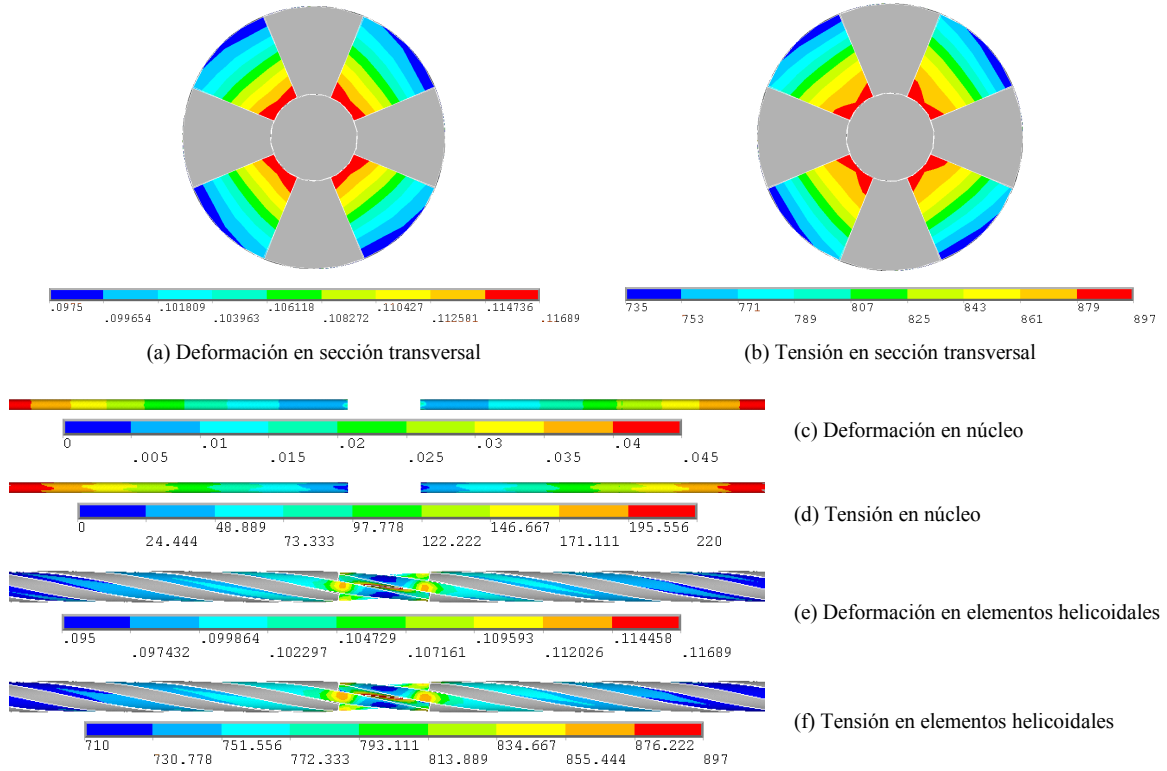 .0975 .101809 .106118 .110427 .114736
.099654 .103963 .108272 .112581 .11689
735 771 807 843 879
753 789 825 861 897
(a) Deformación en sección transversal
(b) Tensión en sección transversal
0 .01 .02 .03 .04
.005 .015 .025 .035 .045
(c) Deformación en núcleo
0 48.889 97.778 146.667 195.556
24.444 73.333 122.222 171.111 220
(d) Tensión en núcleo
.095 .099864 .104729 .109593 .114458
.097432 .102297 .107161 .112026 .11689
(e) Deformación en elementos helicoidales
710 751.556 793.111 834.667 876.222
730.778 772.333 813.889 855.444 897
(f) Tensión en elementos helicoidales